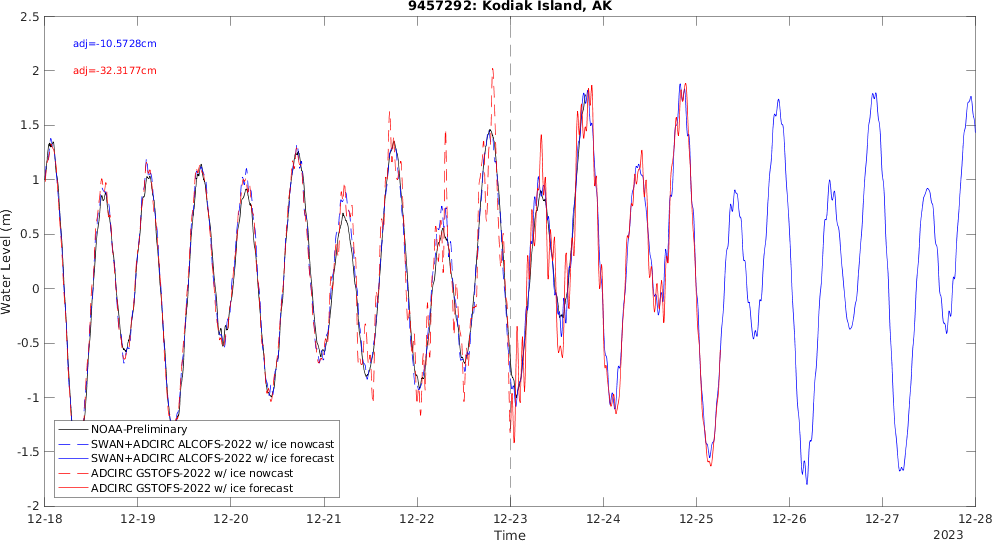 9457292: Kodiak Island, AK
adj=-10.5728cm
adj=-32.3177cm
Water Level (m)
2.5
2
1.5
1
0.5
0
-0.5
-1
-1.5
-2
NOAA-Preliminary
SWAN+ADCIRC ALCOFS-2022 w/ ice nowcast
SWAN+ADCIRC ALCOFS-2022 w/ ice forecast
ADCIRC GSTOFS-2022 w/ ice nowcast
ADCIRC GSTOFS-2022 w/ ice forecast
12-18 12-19 12-20 12-21 12-22 12-23 12-24 12-25 12-26 12-27 12-28
Time
2023